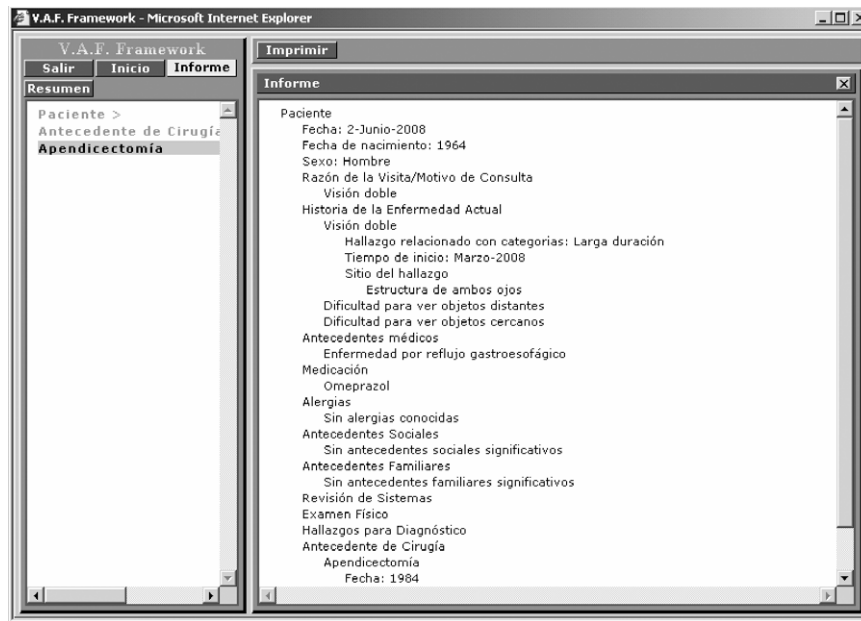 V.A.F. Framework - Microsoft Internet Explorer
V.A.F. Framework
Salir Inicio Informe
Resumen
Paciente >
Antecedente de Cirugía
Apendicectomía
Imprimir
Informe
Paciente
Fecha: 2-Junio-2008
Fecha de nacimiento: 1964
Sexo: Hombre
Razón de la Visita/Motivo de Consulta
Visión doble
Historia de la Enfermedad Actual
Visión doble
Hallazgo relacionado con categorias: Larga duración
Tiempo de inicio: Marzo-2008
Sitio del hallazgo
Estructura de ambos ojos
Dificultad para ver objetos distantes
Dificultad para ver objetos cercanos
Antecedentes médicos
Enfermedad por reflujo gastroesofágico
Medicación
Omeprazol
Alergias
Sin alergias conocidas
Antecedentes Sociales
Sin antecedentes sociales significativos
Antecedentes Familiares
Sin antecedentes familiares significativos
Revisión de Sistemas
Examen Físico
Hallazgos para Diagnóstico
Antecedente de Cirugía
Apendicectomía
Fecha: 1984